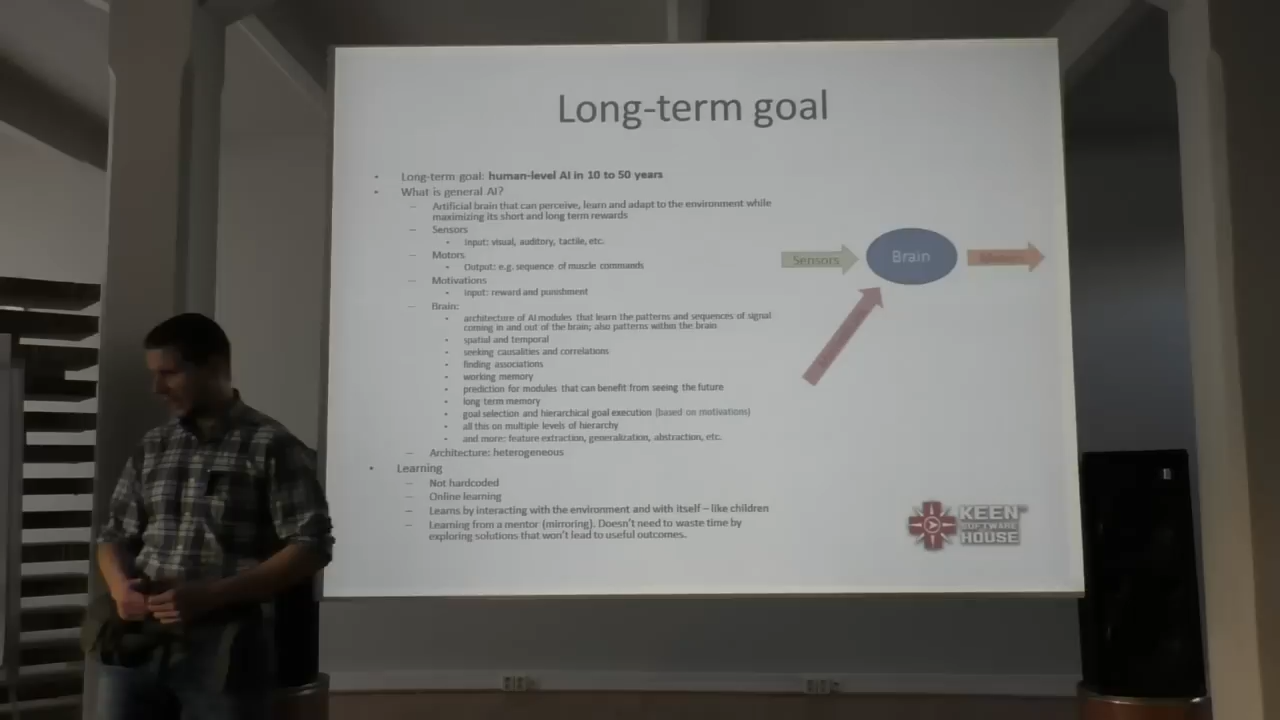 Long-term goal
• Long-term goal: human-level AI in 10 to 50 years
• What is general AI?
– Artificial brain that can perceive, learn and adapt to the environment while
maximizing its short and long term rewards
– Sensors
• Input: visual, auditory, tactile, etc.
– Motors
• Output: e.g. sequence of muscle commands
– Motivations
• Input: reward and punishment
– Brain:
• architecture of AI modules that learn the patterns and sequences of signal
coming in and out of the brain; also patterns within the brain
• spatial and temporal
• seeking causalities and correlations
• finding associations
• working memory
• prediction for modules that can benefit from seeing the future
• long term memory
• goal selection and hierarchical goal execution (based on motivations)
• all this on multiple levels of hierarchy
• and more: feature extraction, generalization, abstraction, etc.
– Architecture: heterogeneous
• Learning
– Not hardcoded
– Online learning
– Learns by interacting with the environment and with itself – like children
– Learning from a mentor (mirroring). Doesn't need to waste time by
exploring solutions that won't lead to useful outcomes.
Sensors
Brain
Motors
KEEN
SOFTWARE
HOUSE